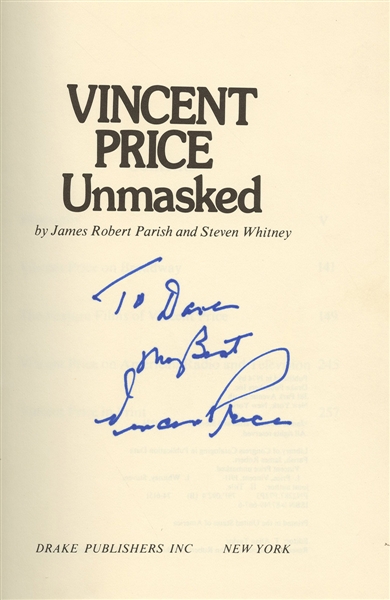 VINCENT
PRICE
Unmasked
by James Robert Parish and Steven Whitney
To Dave
My Best
Vincent Price
DRAKE PUBLISHERS INC NEW YORK